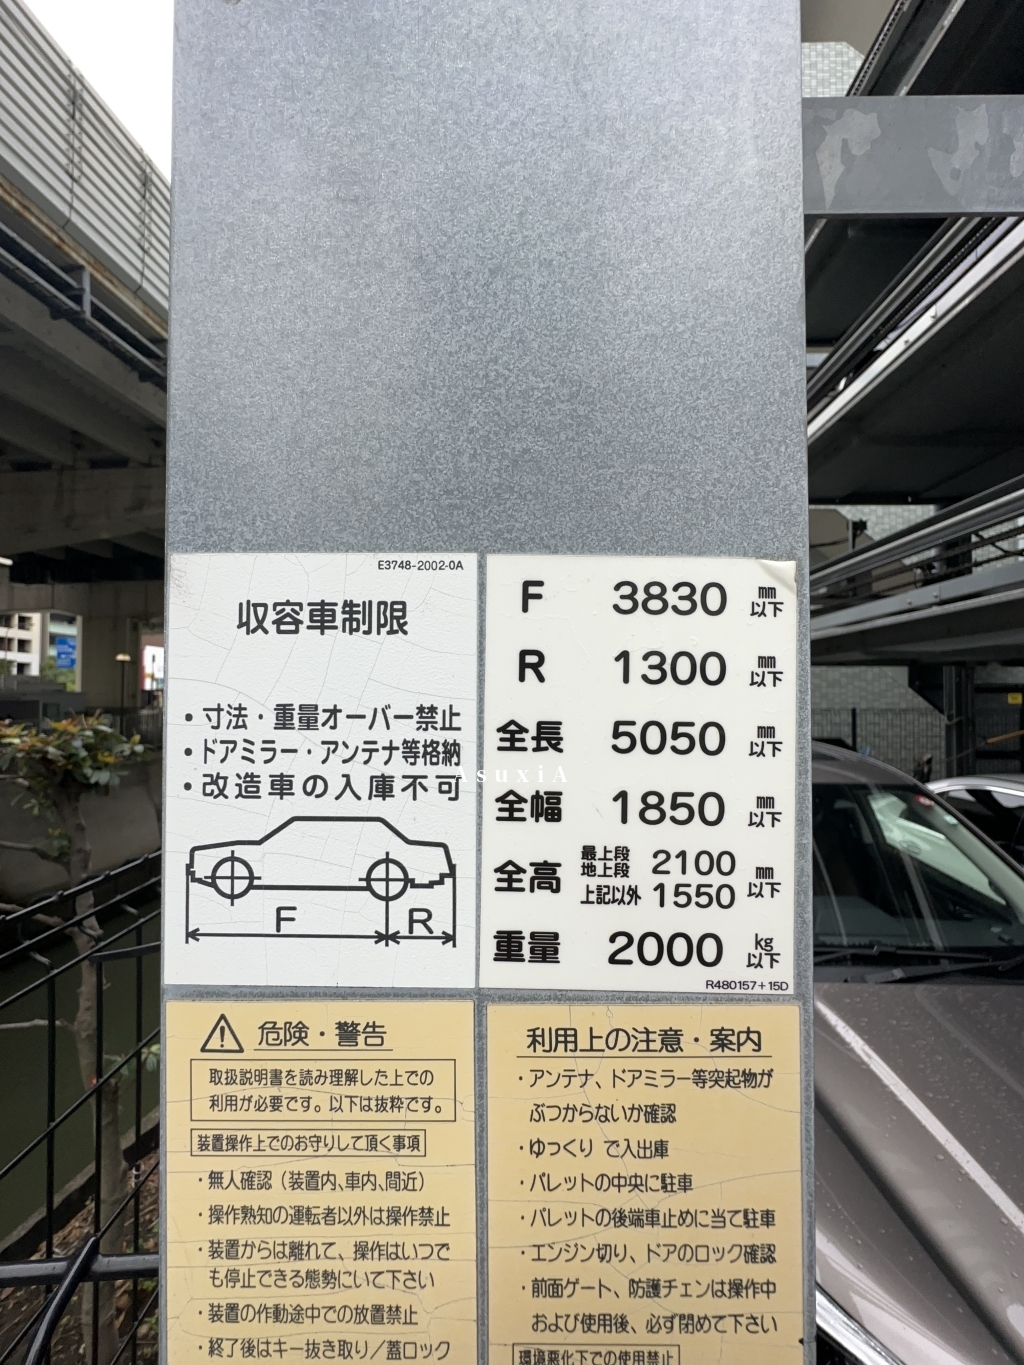 E3748-2002-0A
収容車制限
・寸法・重量オーバー禁止
・ドアミラー・アンテナ等格納
・改造車の入庫不可
F
R
F 3830 mm以下
R 1300 mm以下
全長 5050 mm以下
全幅 1850 mm以下
全高 最上段 地上段 2100 mm以下
上記以外 1550
重量 2000 kg以下
R480157+15D
AsuxiA
危険・警告
取扱説明書を読み理解した上での
利用が必要です。以下は抜粋です。
装置操作上でのお守りして頂く事項
・無人確認（装置内、車内、間近）
・操作熟知の運転者以外は操作禁止
・装置からは離れて、操作はいつで
も停止できる態勢にいて下さい
・装置の作動途中での放置禁止
・終了後はキー抜き取り／蓋ロック
利用上の注意・案内
・アンテナ、ドアミラー等突起物が
ぶつからないか確認
・ゆっくり で入出庫
・パレットの中央に駐車
・パレットの後端車止めに当て駐車
・エンジン切り、ドアのロック確認
・前面ゲート、防護チェンは操作中
および使用後、必ず閉めて下さい
環境悪化下での使用禁止